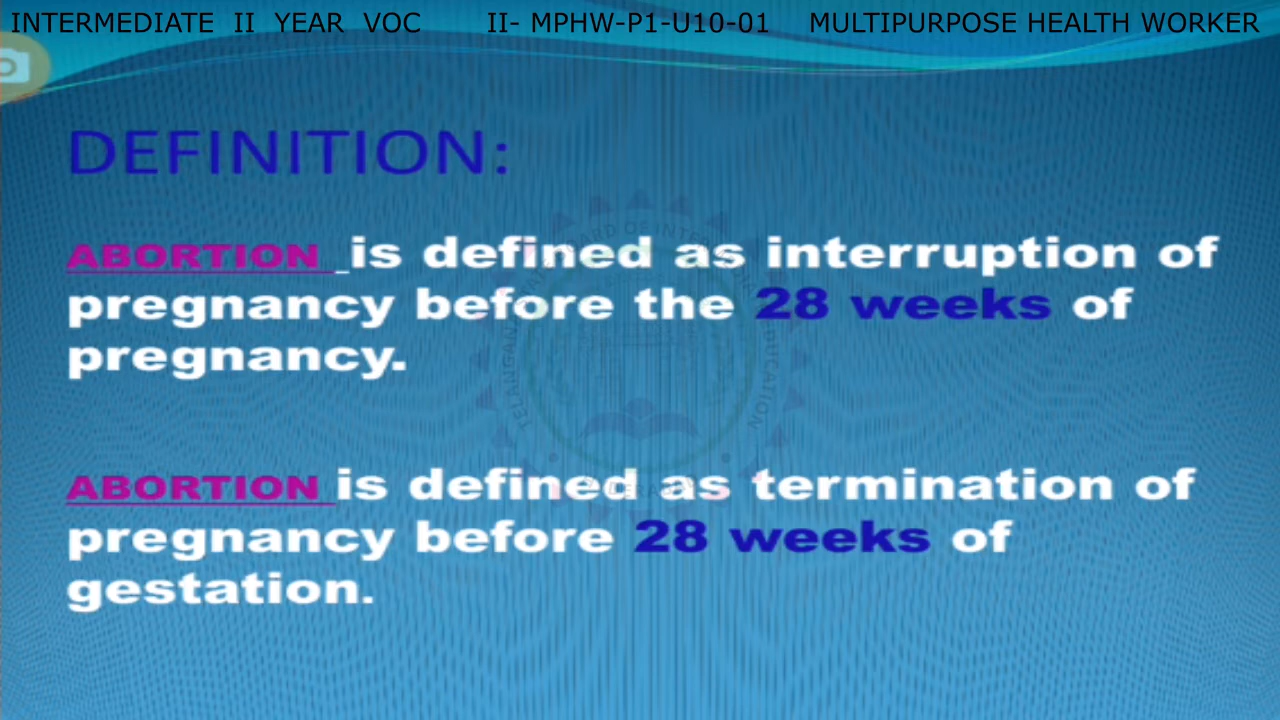 INTERMEDIATE II YEAR VOC II- MPHW-P1-U10-01 MULTIPURPOSE HEALTH WORKER
DEFINITION:
ABORTION is defined as interruption of
pregnancy before the 28 weeks of
pregnancy.
ABORTION is defined as termination of
pregnancy before 28 weeks of
gestation.